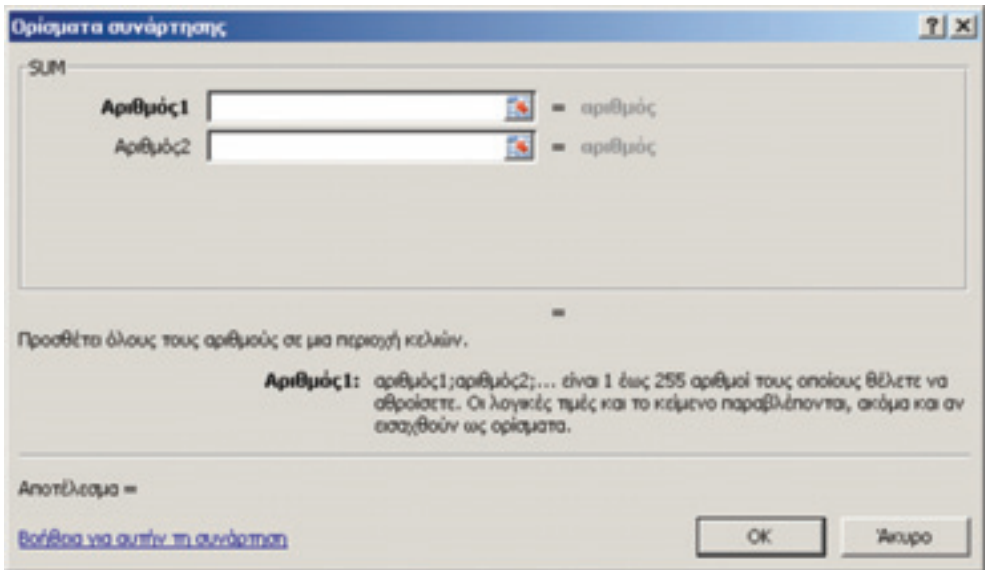 Ορίσματα συνάρτησης
SUM
Αριθμός1 = αριθμός
Αριθμός2 = αριθμός
=
Προσθέτει όλους τους αριθμούς σε μια περιοχή κελιών.
Αριθμός1: αριθμός1;αριθμός2;... είναι 1 έως 255 αριθμοί τους οποίους θέλετε να
αθροίσετε. Οι λογικές τιμές και το κείμενο παραβλέπονται, ακόμα και αν
εισαχθούν ως ορίσματα.
Αποτέλεσμα =
Βοήθεια για αυτήν τη συνάρτηση
OK Άκυρο